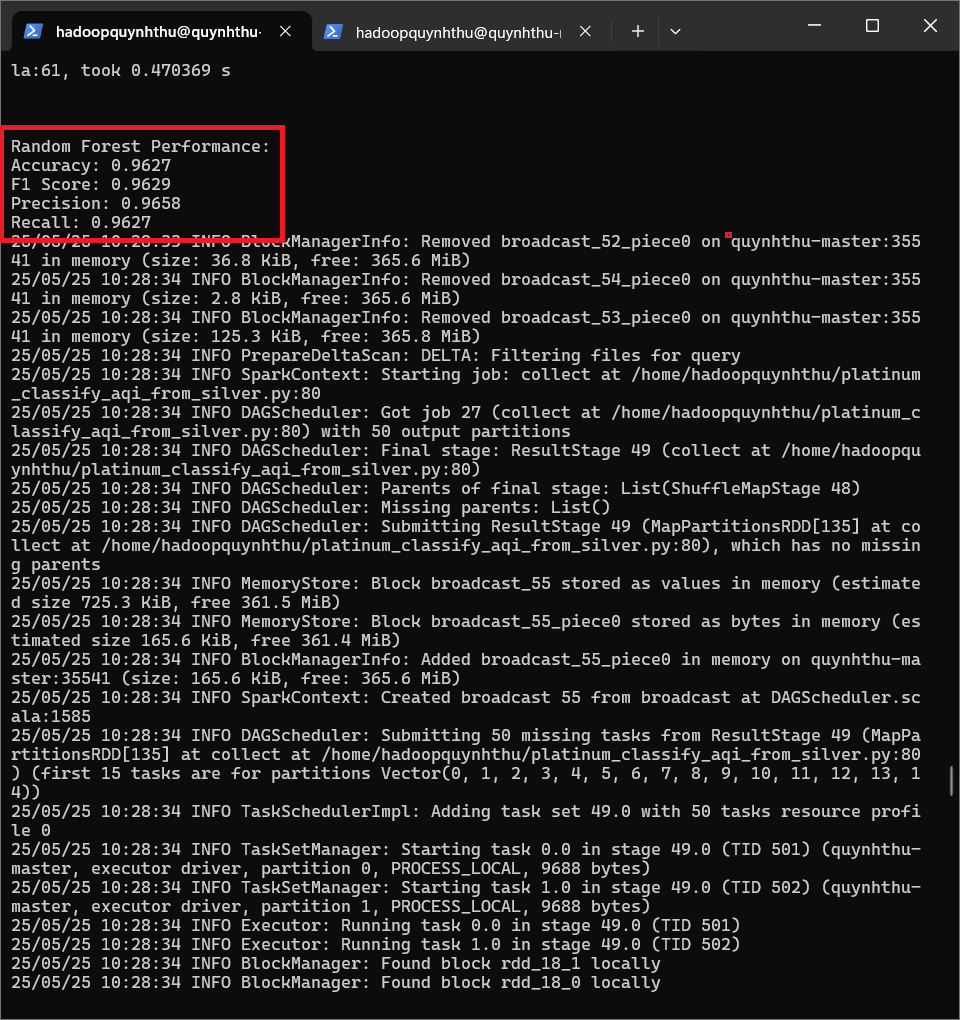 hadoopquynhthu@quynhthu-
hadoopquynhthu@quynhthu-
la:61, took 0.470369 s
Random Forest Performance:
Accuracy: 0.9627
F1 Score: 0.9629
Precision: 0.9658
Recall: 0.9627
25/05/25 10:28:33 INFO BlockManagerInfo: Removed broadcast_52_piece0 on quynhthu-master:355
41 in memory (size: 36.8 KiB, free: 365.6 MiB)
25/05/25 10:28:34 INFO BlockManagerInfo: Removed broadcast_54_piece0 on quynhthu-master:355
41 in memory (size: 2.8 KiB, free: 365.6 MiB)
25/05/25 10:28:34 INFO BlockManagerInfo: Removed broadcast_53_piece0 on quynhthu-master:355
41 in memory (size: 125.3 KiB, free: 365.8 MiB)
25/05/25 10:28:34 INFO PrepareDeltaScan: DELTA: Filtering files for query
25/05/25 10:28:34 INFO SparkContext: Starting job: collect at /home/hadoopquynhthu/platinum
_classify_aqi_from_silver.py:80
25/05/25 10:28:34 INFO DAGScheduler: Got job 27 (collect at /home/hadoopquynhthu/platinum_c
lassify_aqi_from_silver.py:80) with 50 output partitions
25/05/25 10:28:34 INFO DAGScheduler: Final stage: ResultStage 49 (collect at /home/hadoopqu
ynhthu/platinum_classify_aqi_from_silver.py:80)
25/05/25 10:28:34 INFO DAGScheduler: Parents of final stage: List(ShuffleMapStage 48)
25/05/25 10:28:34 INFO DAGScheduler: Missing parents: List()
25/05/25 10:28:34 INFO DAGScheduler: Submitting ResultStage 49 (MapPartitionsRDD[135] at co
llect at /home/hadoopquynhthu/platinum_classify_aqi_from_silver.py:80), which has no missin
g parents
25/05/25 10:28:34 INFO MemoryStore: Block broadcast_55 stored as values in memory (estimate
d size 725.3 KiB, free 361.5 MiB)
25/05/25 10:28:34 INFO MemoryStore: Block broadcast_55_piece0 stored as bytes in memory (es
timated size 165.6 KiB, free 361.4 MiB)
25/05/25 10:28:34 INFO BlockManagerInfo: Added broadcast_55_piece0 in memory on quynhthu-ma
ster:35541 (size: 165.6 KiB, free: 365.6 MiB)
25/05/25 10:28:34 INFO SparkContext: Created broadcast 55 from broadcast at DAGScheduler.sc
ala:1585
25/05/25 10:28:34 INFO DAGScheduler: Submitting 50 missing tasks from ResultStage 49 (MapPa
rtitionsRDD[135] at collect at /home/hadoopquynhthu/platinum_classify_aqi_from_silver.py:80
) (first 15 tasks are for partitions Vector(0, 1, 2, 3, 4, 5, 6, 7, 8, 9, 10, 11, 12, 13, 1
4))
25/05/25 10:28:34 INFO TaskSchedulerImpl: Adding task set 49.0 with 50 tasks resource profi
le 0
25/05/25 10:28:34 INFO TaskSetManager: Starting task 0.0 in stage 49.0 (TID 501) (quynhthu-
master, executor driver, partition 0, PROCESS_LOCAL, 9688 bytes)
25/05/25 10:28:34 INFO TaskSetManager: Starting task 1.0 in stage 49.0 (TID 502) (quynhthu-
master, executor driver, partition 1, PROCESS_LOCAL, 9688 bytes)
25/05/25 10:28:34 INFO Executor: Running task 0.0 in stage 49.0 (TID 501)
25/05/25 10:28:34 INFO Executor: Running task 1.0 in stage 49.0 (TID 502)
25/05/25 10:28:34 INFO BlockManager: Found block rdd_18_1 locally
25/05/25 10:28:34 INFO BlockManager: Found block rdd_18_0 locally